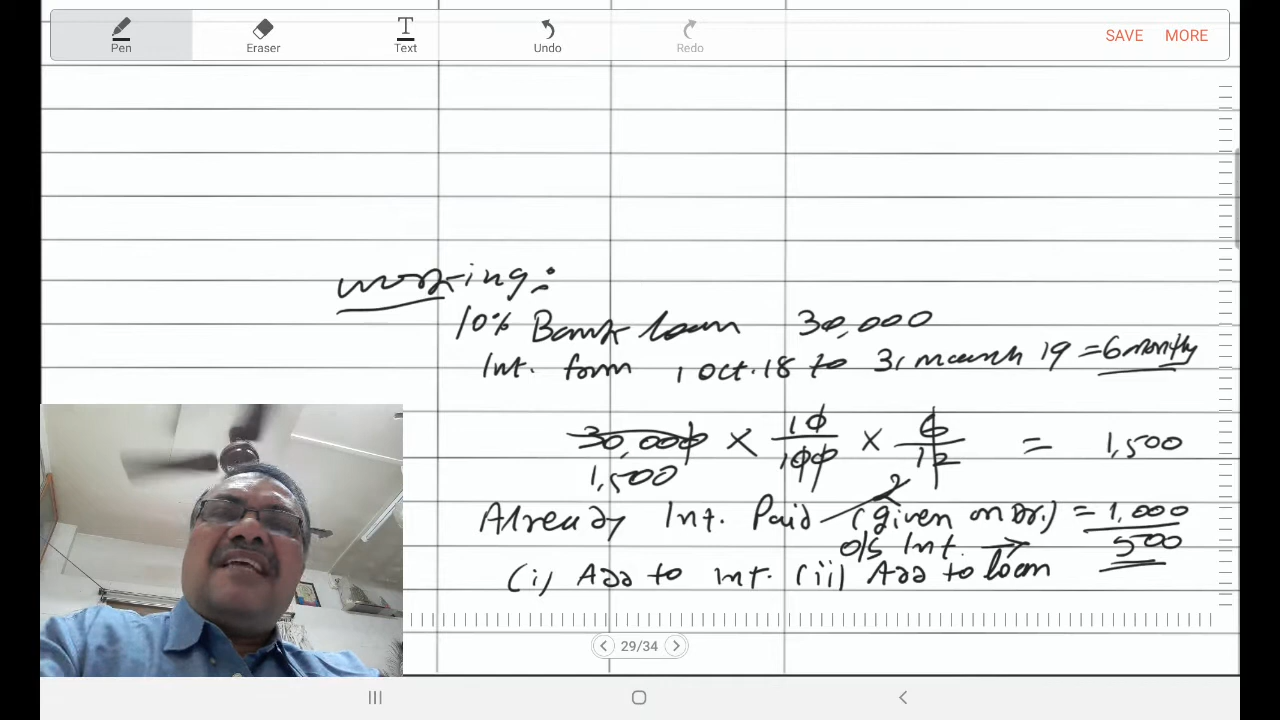 Pen Eraser Text Undo Redo SAVE MORE
working:
10% Bank loan 30,000
Int. form 1 Oct.18 to 31 march 19 = 6 months
30,000 × 10/100 × 6/12 = 1,500
1,500 2
Already Int. Paid (given on Dr.) = 1,000
o/s Int. → 500
(i) Add to Int. (ii) Add to loan
29/34